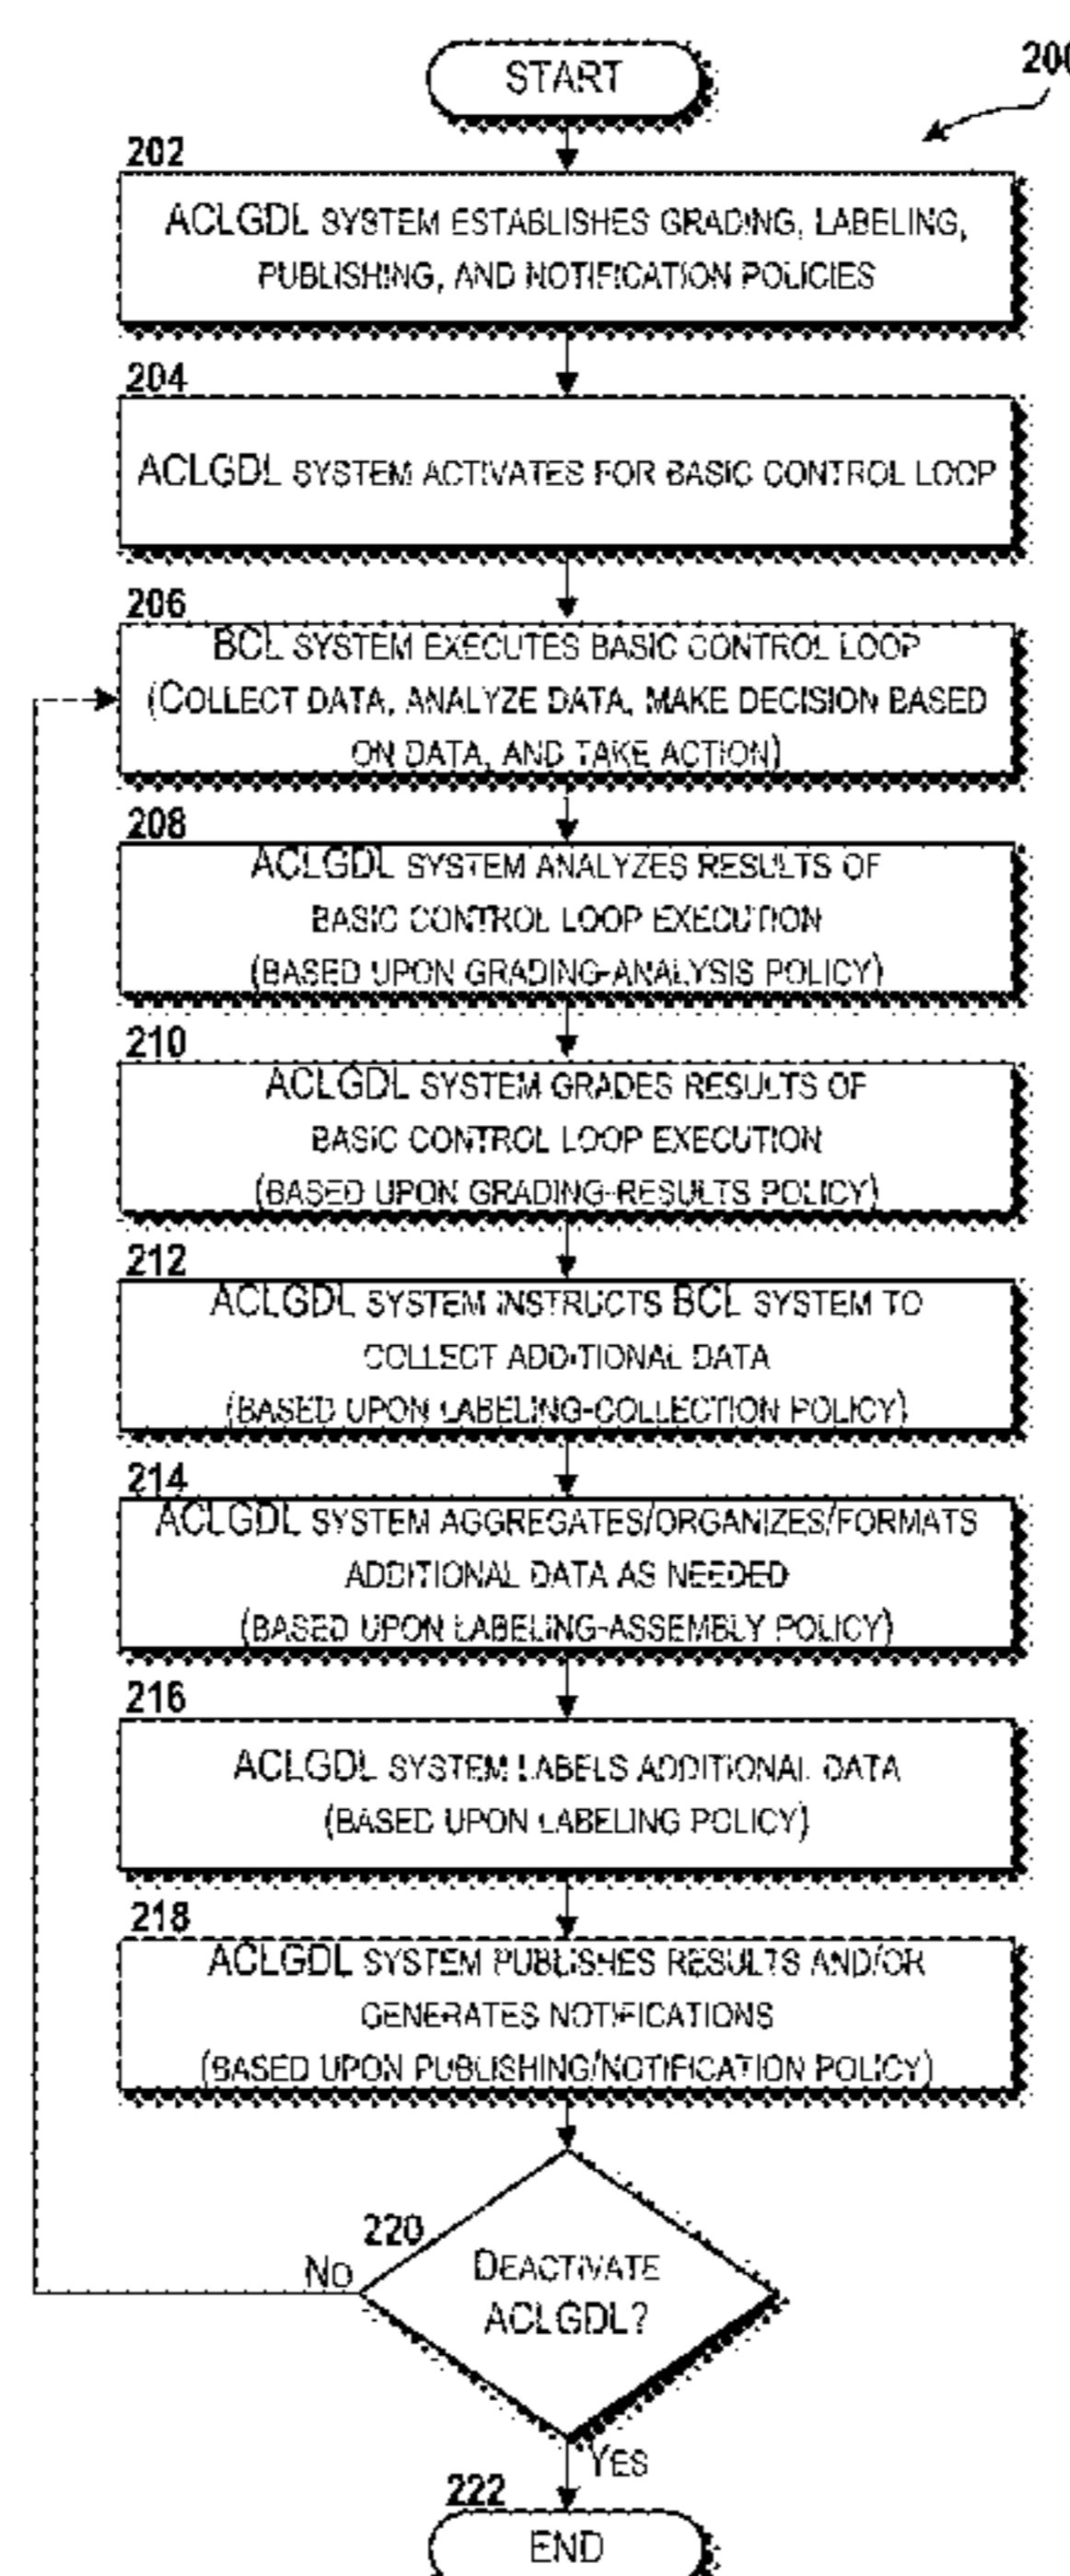 START
200
202
ACLGDL SYSTEM ESTABLISHES GRADING, LABELING,
PUBLISHING, AND NOTIFICATION POLICIES
204
ACLGDL SYSTEM ACTIVATES FOR BASIC CONTROL LOOP
206
BCL SYSTEM EXECUTES BASIC CONTROL LOOP
(COLLECT DATA, ANALYZE DATA, MAKE DECISION BASED
ON DATA, AND TAKE ACTION)
208
ACLGDL SYSTEM ANALYZES RESULTS OF
BASIC CONTROL LOOP EXECUTION
(BASED UPON GRADING-ANALYSIS POLICY)
210
ACLGDL SYSTEM GRADES RESULTS OF
BASIC CONTROL LOOP EXECUTION
(BASED UPON GRADING-RESULTS POLICY)
212
ACLGDL SYSTEM INSTRUCTS BCL SYSTEM TO
COLLECT ADDITIONAL DATA
(BASED UPON LABELING-COLLECTION POLICY)
214
ACLGDL SYSTEM AGGREGATES/ORGANIZES/FORMATS
ADDITIONAL DATA AS NEEDED
(BASED UPON LABELING-ASSEMBLY POLICY)
216
ACLGDL SYSTEM LABELS ADDITIONAL DATA
(BASED UPON LABELING POLICY)
218
ACLGDL SYSTEM PUBLISHES RESULTS AND/OR
GENERATES NOTIFICATIONS
(BASED UPON PUBLISHING/NOTIFICATION POLICY)
220
NO
DEACTIVATE
ACLGDL?
YES
222
END